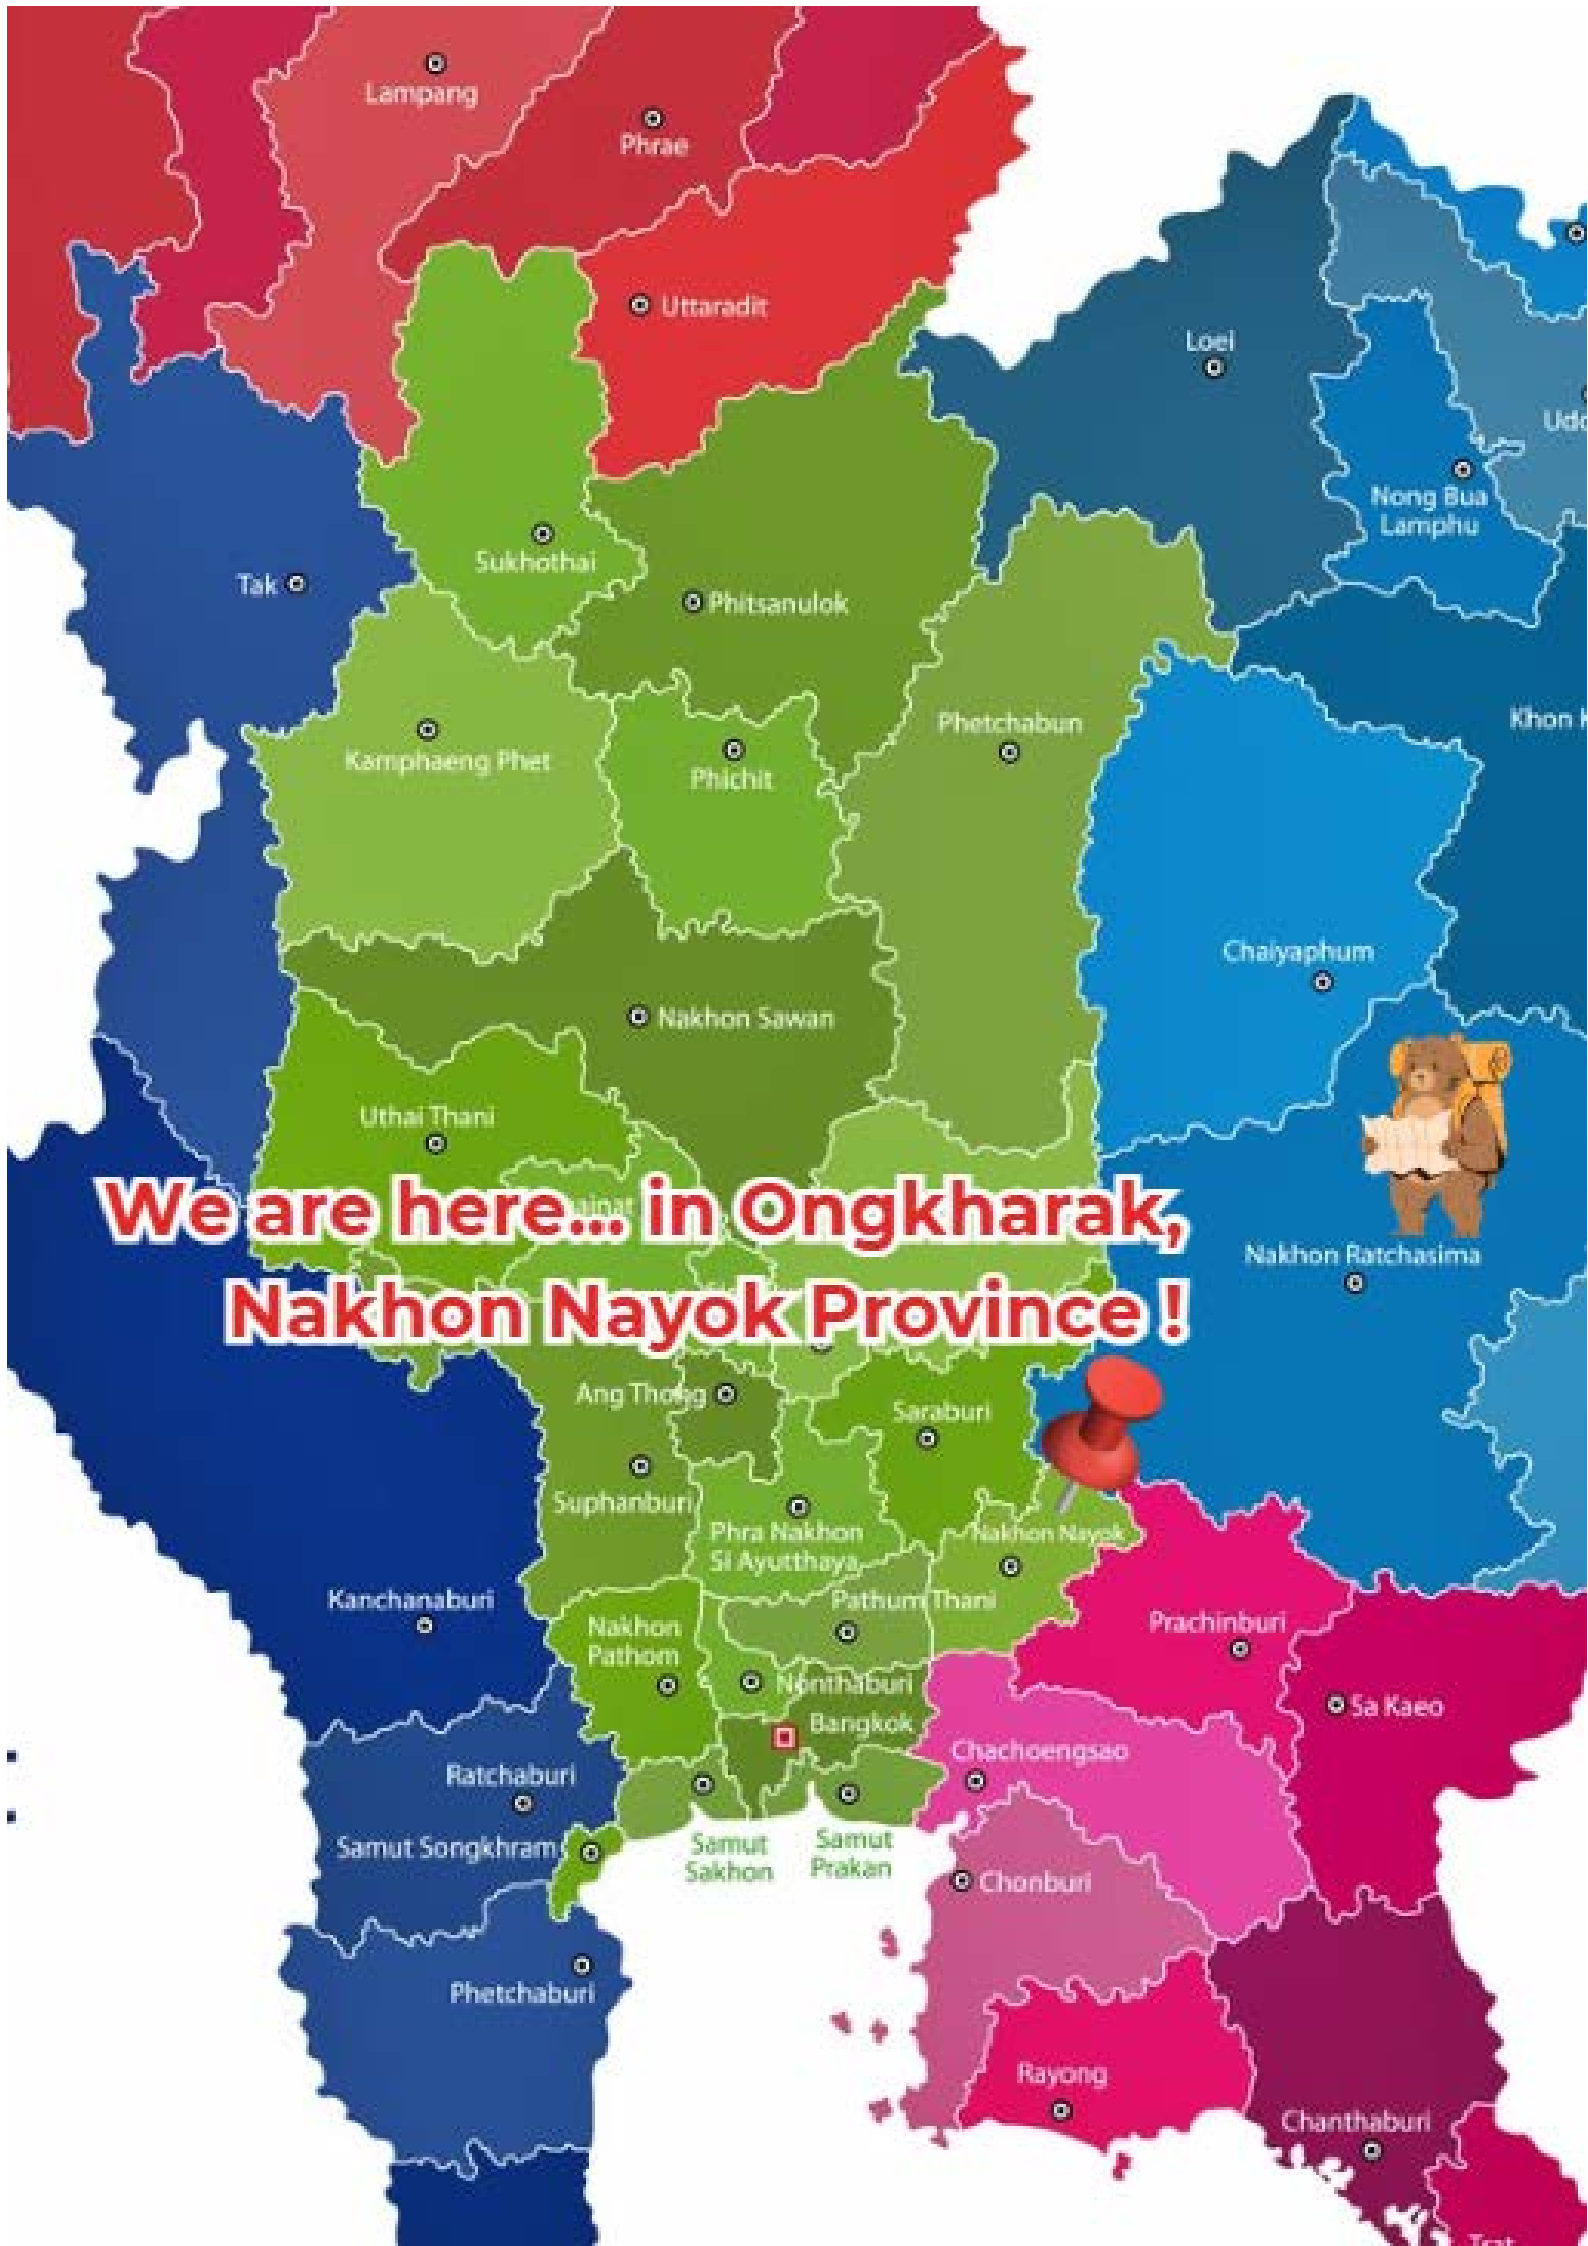 Lampang
Phrae
Uttaradit
Loei
Nong Bua
Lamphu
Sukhothai
Tak
Phitsanulok
Phetchabun
Kamphaeng Phet
Phichit
Chaiyaphum
Nakhon Sawan
Uthai Thani
We are here... in Ongkharak,
Nakhon Nayok Province !
Nakhon Ratchasima
Ang Thong
Saraburi
Suphanburi
Phra Nakhon
Si Ayutthaya
Nakhon Nayok
Kanchanaburi
Pathum Thani
Nakhon
Pathom
Prachinburi
Nonthaburi
Sa Kaeo
Bangkok
Chachoengsao
Ratchaburi
Samut Songkhram
Samut
Sakhon
Samut
Prakan
Chonburi
Phetchaburi
Rayong
Chanthaburi